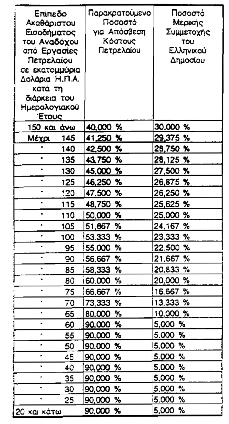 Επιπεδο Παρακρατούμενο Ποσοστό
Ακαθάριστου Ποσοστό Μερικής
Εισοδήματος για Απόσβεση Συμμετοχής
του Αναδόχου Κόστους του
από Εργασίες Πετρελαίου Ελληνικού
Πετρελαίου Δημοσίου
σε εκατομμύρια
Δολάρια Η.Π.Α.
κατα τη
διάρκεια του
Ημερολογιακού
Έτους
150 και άνω 40,000 % 30.000 %
Μέχρι 145 41,250 % 29,375 %
" 140 42,500 % 28,750 %
" 135 43,750 % 28,125 %
" 130 45,000 % 27,500 %
" 125 46,250 % 26,875 %
" 120 47,500 % 26,250 %
" 115 48,750 % 25,625 %
" 110 50,000 % 25,000 %
" 105 51,667 % 24,167 %
" 100 53,333 % 23,333 %
" 95 55,000 % 22,500 %
" 90 56,667 % 21,667 %
" 85 58,333 % 20,833 %
" 80 60,000 % 20,000 %
" 75 66,667 % 16,667 %
" 70 73,333 % 13,333 %
" 65 80,000 % 10,000 %
" 60 90,000 % 5,000 %
" 55 90,000 % 5,000 %
" 50 90,000 % 5,000 %
" 45 90,000 % 5.000 %
" 40 90,000 % 5.000 %
" 35 90,000 % 5,000 %
" 30 90,000 % 5,000 %
" 25 90,000 % 5,000 %
20 και κάτω 90,000 % 5,000 %